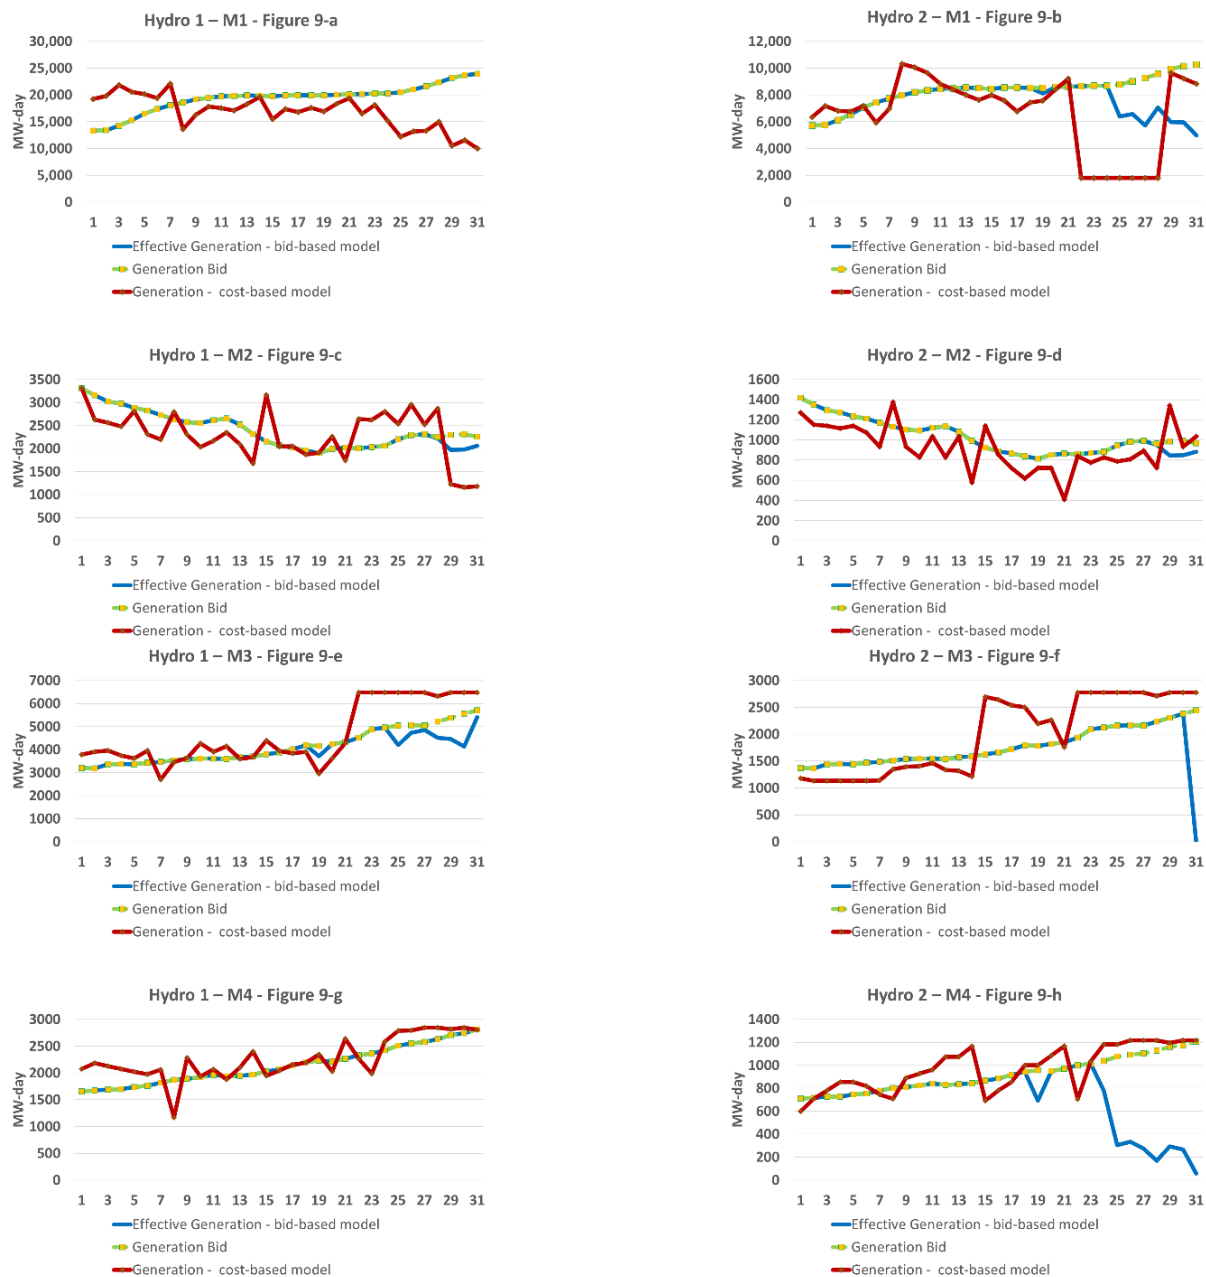 Hydro 1 – M1 - Figure 9-a
MW-day
30,000
25,000
20,000
15,000
10,000
5,000
0
1 3 5 7 9 11 13 15 17 19 21 23 25 27 29 31
Effective Generation - bid-based model
Generation Bid
Generation - cost-based model
Hydro 2 – M1 - Figure 9-b
MW-day
12,000
10,000
8,000
6,000
4,000
2,000
0
1 3 5 7 9 11 13 15 17 19 21 23 25 27 29 31
Effective Generation - bid-based model
Generation Bid
Generation - cost-based model
Hydro 1 – M2 - Figure 9-c
MW-day
3500
3000
2500
2000
1500
1000
500
0
1 3 5 7 9 11 13 15 17 19 21 23 25 27 29 31
Effective Generation - bid-based model
Generation Bid
Generation - cost-based model
Hydro 2 – M2 - Figure 9-d
MW-day
1600
1400
1200
1000
800
600
400
200
0
1 3 5 7 9 11 13 15 17 19 21 23 25 27 29 31
Effective Generation - bid-based model
Generation Bid
Generation - cost-based model
Hydro 1 – M3 - Figure 9-e
MW-day
7000
6000
5000
4000
3000
2000
1000
0
1 3 5 7 9 11 13 15 17 19 21 23 25 27 29 31
Effective Generation - bid-based model
Generation Bid
Generation - cost-based model
Hydro 2 – M3 - Figure 9-f
MW-day
3000
2500
2000
1500
1000
500
0
1 3 5 7 9 11 13 15 17 19 21 23 25 27 29 31
Effective Generation - bid-based model
Generation Bid
Generation - cost-based model
Hydro 1 – M4 - Figure 9-g
MW-day
3000
2500
2000
1500
1000
500
0
1 3 5 7 9 11 13 15 17 19 21 23 25 27 29 31
Effective Generation - bid-based model
Generation Bid
Generation - cost-based model
Hydro 2 – M4 - Figure 9-h
MW-day
1400
1200
1000
800
600
400
200
0
1 3 5 7 9 11 13 15 17 19 21 23 25 27 29 31
Effective Generation - bid-based model
Generation Bid
Generation - cost-based model